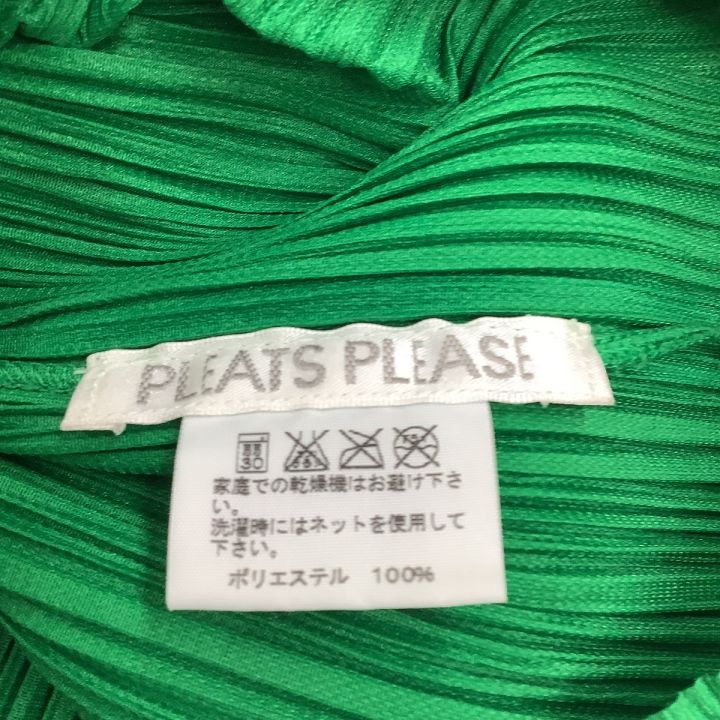 PLEATS PLEASE
弱 30
家庭での乾燥機はお避け下さ
い。
洗濯時にはネットを使用して
下さい。
ポリエステル 100%